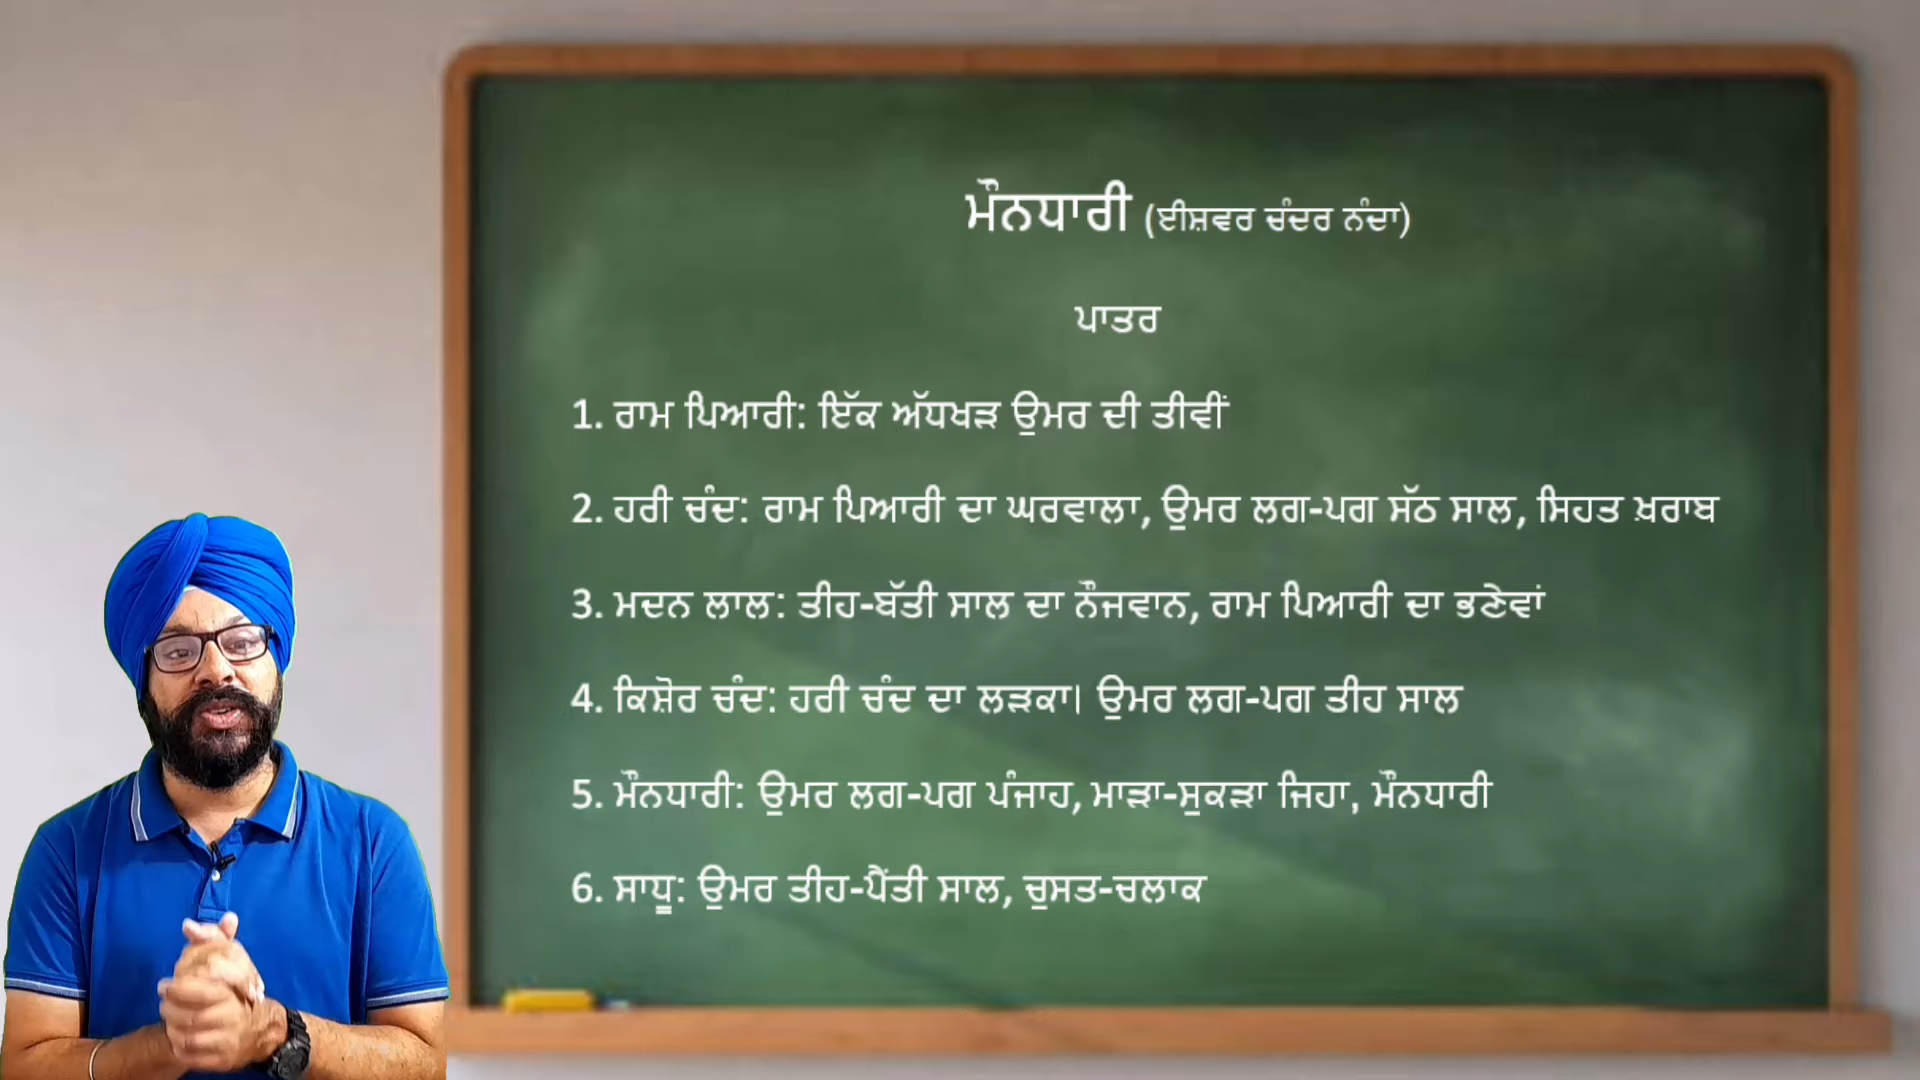 ਮੌਨਧਾਰੀ (ਈਸ਼ਵਰ ਚੰਦਰ ਨੰਦਾ)
ਪਾਤਰ
1. ਰਾਮ ਪਿਆਰੀ: ਇੱਕ ਅੱਧਖੜ ਉਮਰ ਦੀ ਤੀਵੀਂ
2. ਹਰੀ ਚੰਦ: ਰਾਮ ਪਿਆਰੀ ਦਾ ਘਰਵਾਲਾ, ਉਮਰ ਲਗ-ਪਗ ਸੱਠ ਸਾਲ, ਸਿਹਤ ਖ਼ਰਾਬ
3. ਮਦਨ ਲਾਲ: ਤੀਹ-ਬੱਤੀ ਸਾਲ ਦਾ ਨੌਜਵਾਨ, ਰਾਮ ਪਿਆਰੀ ਦਾ ਭਣੇਵਾਂ
4. ਕਿਸ਼ੋਰ ਚੰਦ: ਹਰੀ ਚੰਦ ਦਾ ਲੜਕਾ। ਉਮਰ ਲਗ-ਪਗ ਤੀਹ ਸਾਲ
5. ਮੌਨਧਾਰੀ: ਉਮਰ ਲਗ-ਪਗ ਪੰਜਾਹ, ਮਾੜਾ-ਸੁਕੜਾ ਜਿਹਾ, ਮੌਨਧਾਰੀ
6. ਸਾਧੂ: ਉਮਰ ਤੀਹ-ਪੈਂਤੀ ਸਾਲ, ਚੁਸਤ-ਚਲਾਕ